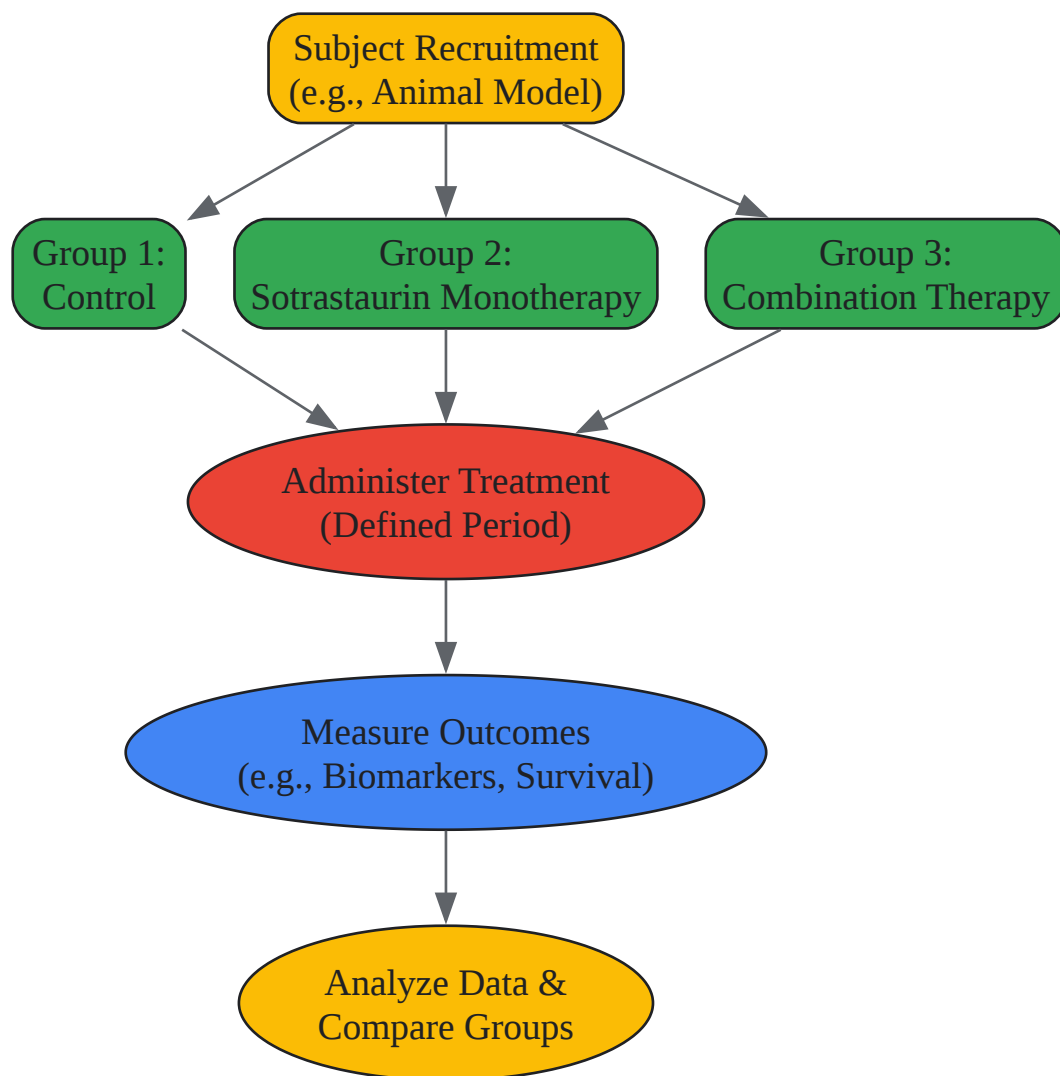 Subject Recruitment
(e.g., Animal Model)
Group 1:
Control
Group 2:
Sotrastaurin Monotherapy
Group 3:
Combination Therapy
Administer Treatment
(Defined Period)
Measure Outcomes
(e.g., Biomarkers, Survival)
Analyze Data &
Compare Groups